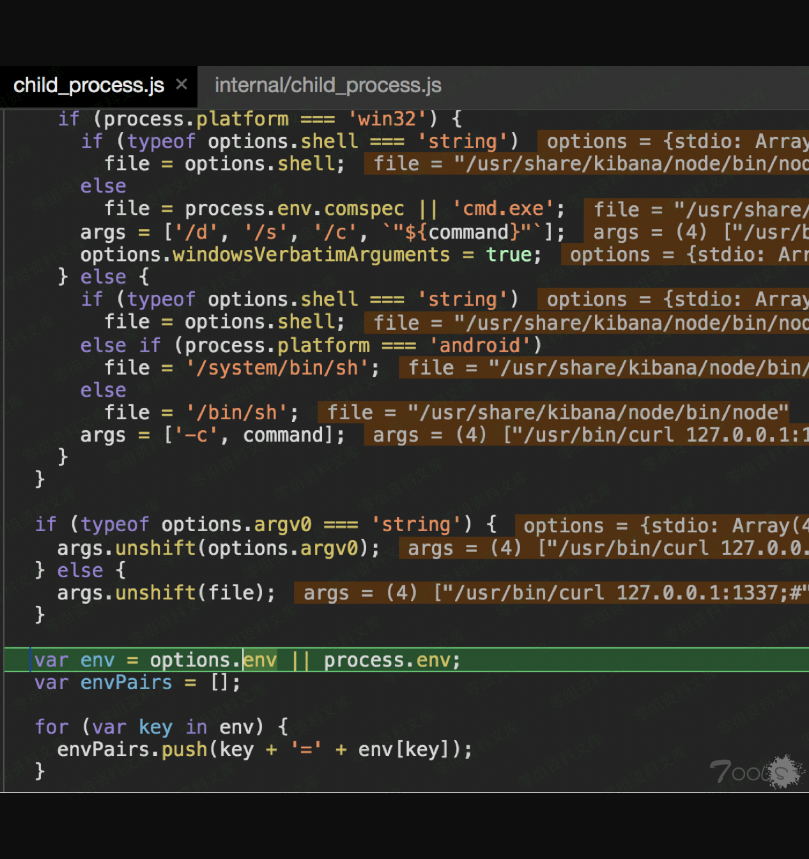 child_process.js × internal/child_process.js
if (process.platform === 'win32') {
if (typeof options.shell === 'string') options = {stdio: Array
file = options.shell; file = "/usr/share/kibana/node/bin/nod
else
file = process.env.comspec || 'cmd.exe'; file = "/usr/share/
args = ['/d', '/s', '/c', `"${command}"`]; args = (4) ["/usr/b
options.windowsVerbatimArguments = true; options = {stdio: Arr
} else {
if (typeof options.shell === 'string') options = {stdio: Array
file = options.shell; file = "/usr/share/kibana/node/bin/nod
else if (process.platform === 'android')
file = '/system/bin/sh'; file = "/usr/share/kibana/node/bin/
else
file = '/bin/sh'; file = "/usr/share/kibana/node/bin/node"
args = ['-c', command]; args = (4) ["/usr/bin/curl 127.0.0.1:1
}
}
if (typeof options.argv0 === 'string') { options = {stdio: Array(4
args.unshift(options.argv0); args = (4) ["/usr/bin/curl 127.0.0.
} else {
args.unshift(file); args = (4) ["/usr/bin/curl 127.0.0.1:1337;#"
}
var env = options.env || process.env;
var envPairs = [];
for (var key in env) {
envPairs.push(key + '=' + env[key]);
}